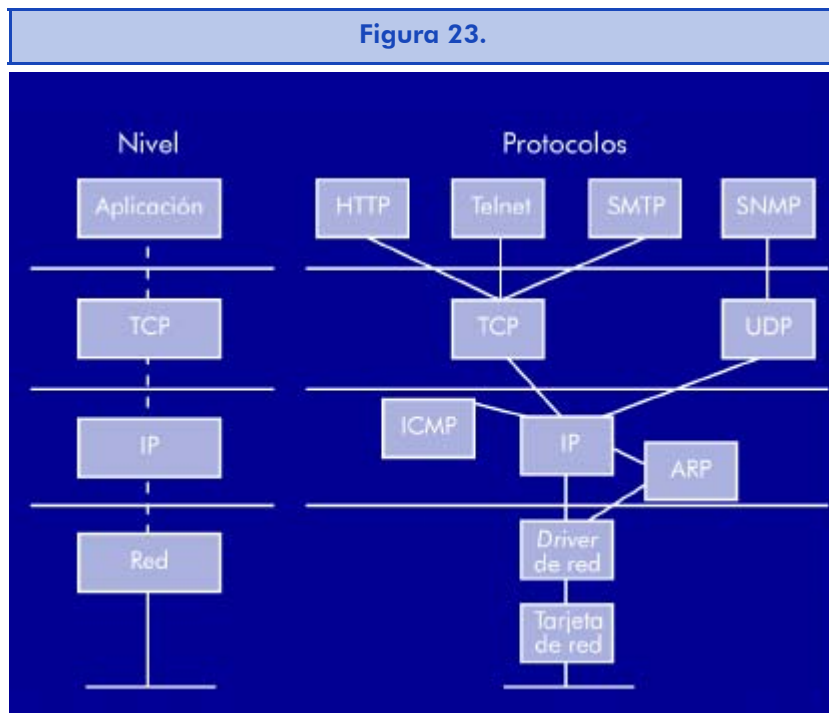 Figura 23.
Nivel
Protocolos
Aplicación
HTTP
Telnet
SMTP
SNMP
TCP
TCP
UDP
IP
ICMP
IP
ARP
Red
Driver
de red
Tarjeta
de red